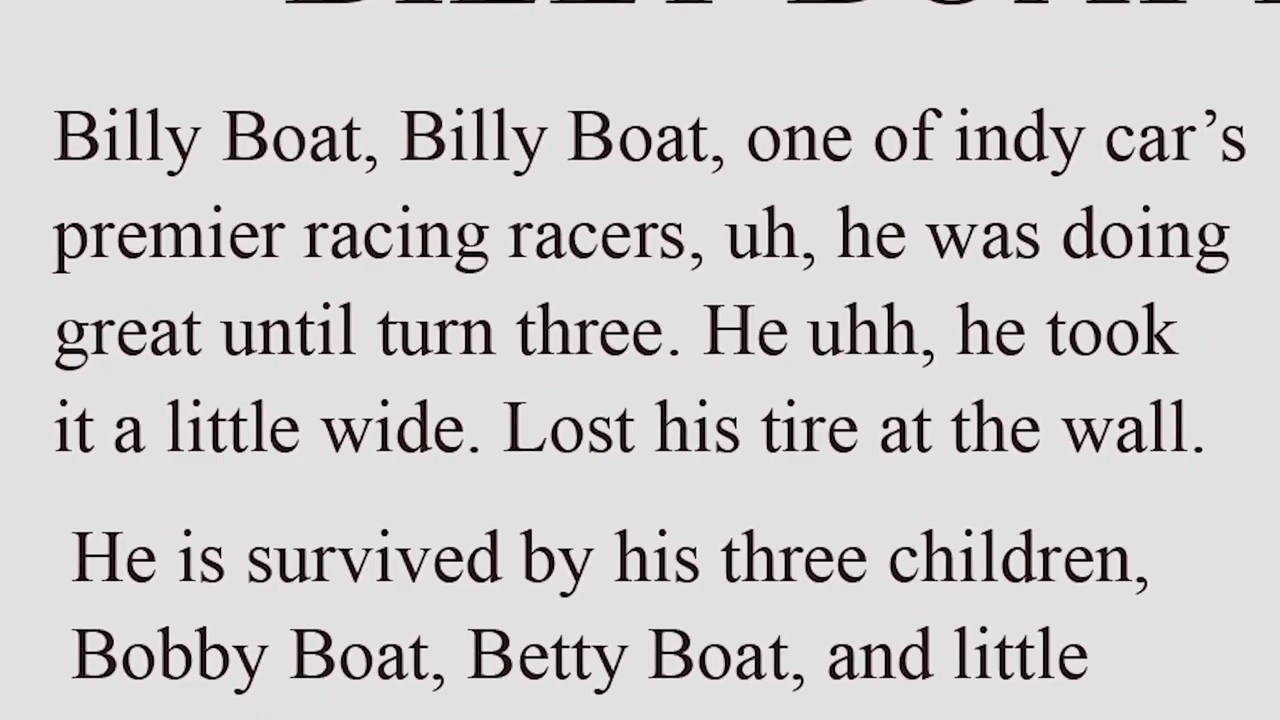 Billy Boat, Billy Boat, one of indy car’s
premier racing racers, uh, he was doing
great until turn three. He uhh, he took
it a little wide. Lost his tire at the wall.
He is survived by his three children,
Bobby Boat, Betty Boat, and little